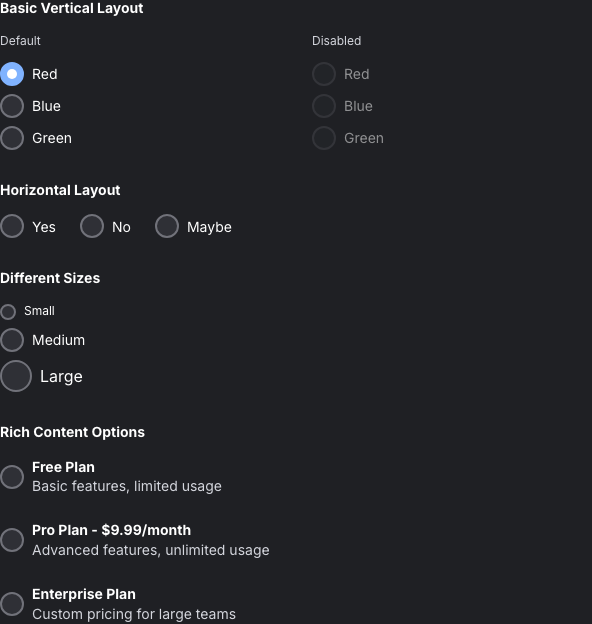 Basic Vertical Layout
Default
Red
Blue
Green
Disabled
Red
Blue
Green
Horizontal Layout
Yes No Maybe
Different Sizes
Small
Medium
Large
Rich Content Options
Free Plan
Basic features, limited usage
Pro Plan - $9.99/month
Advanced features, unlimited usage
Enterprise Plan
Custom pricing for large teams